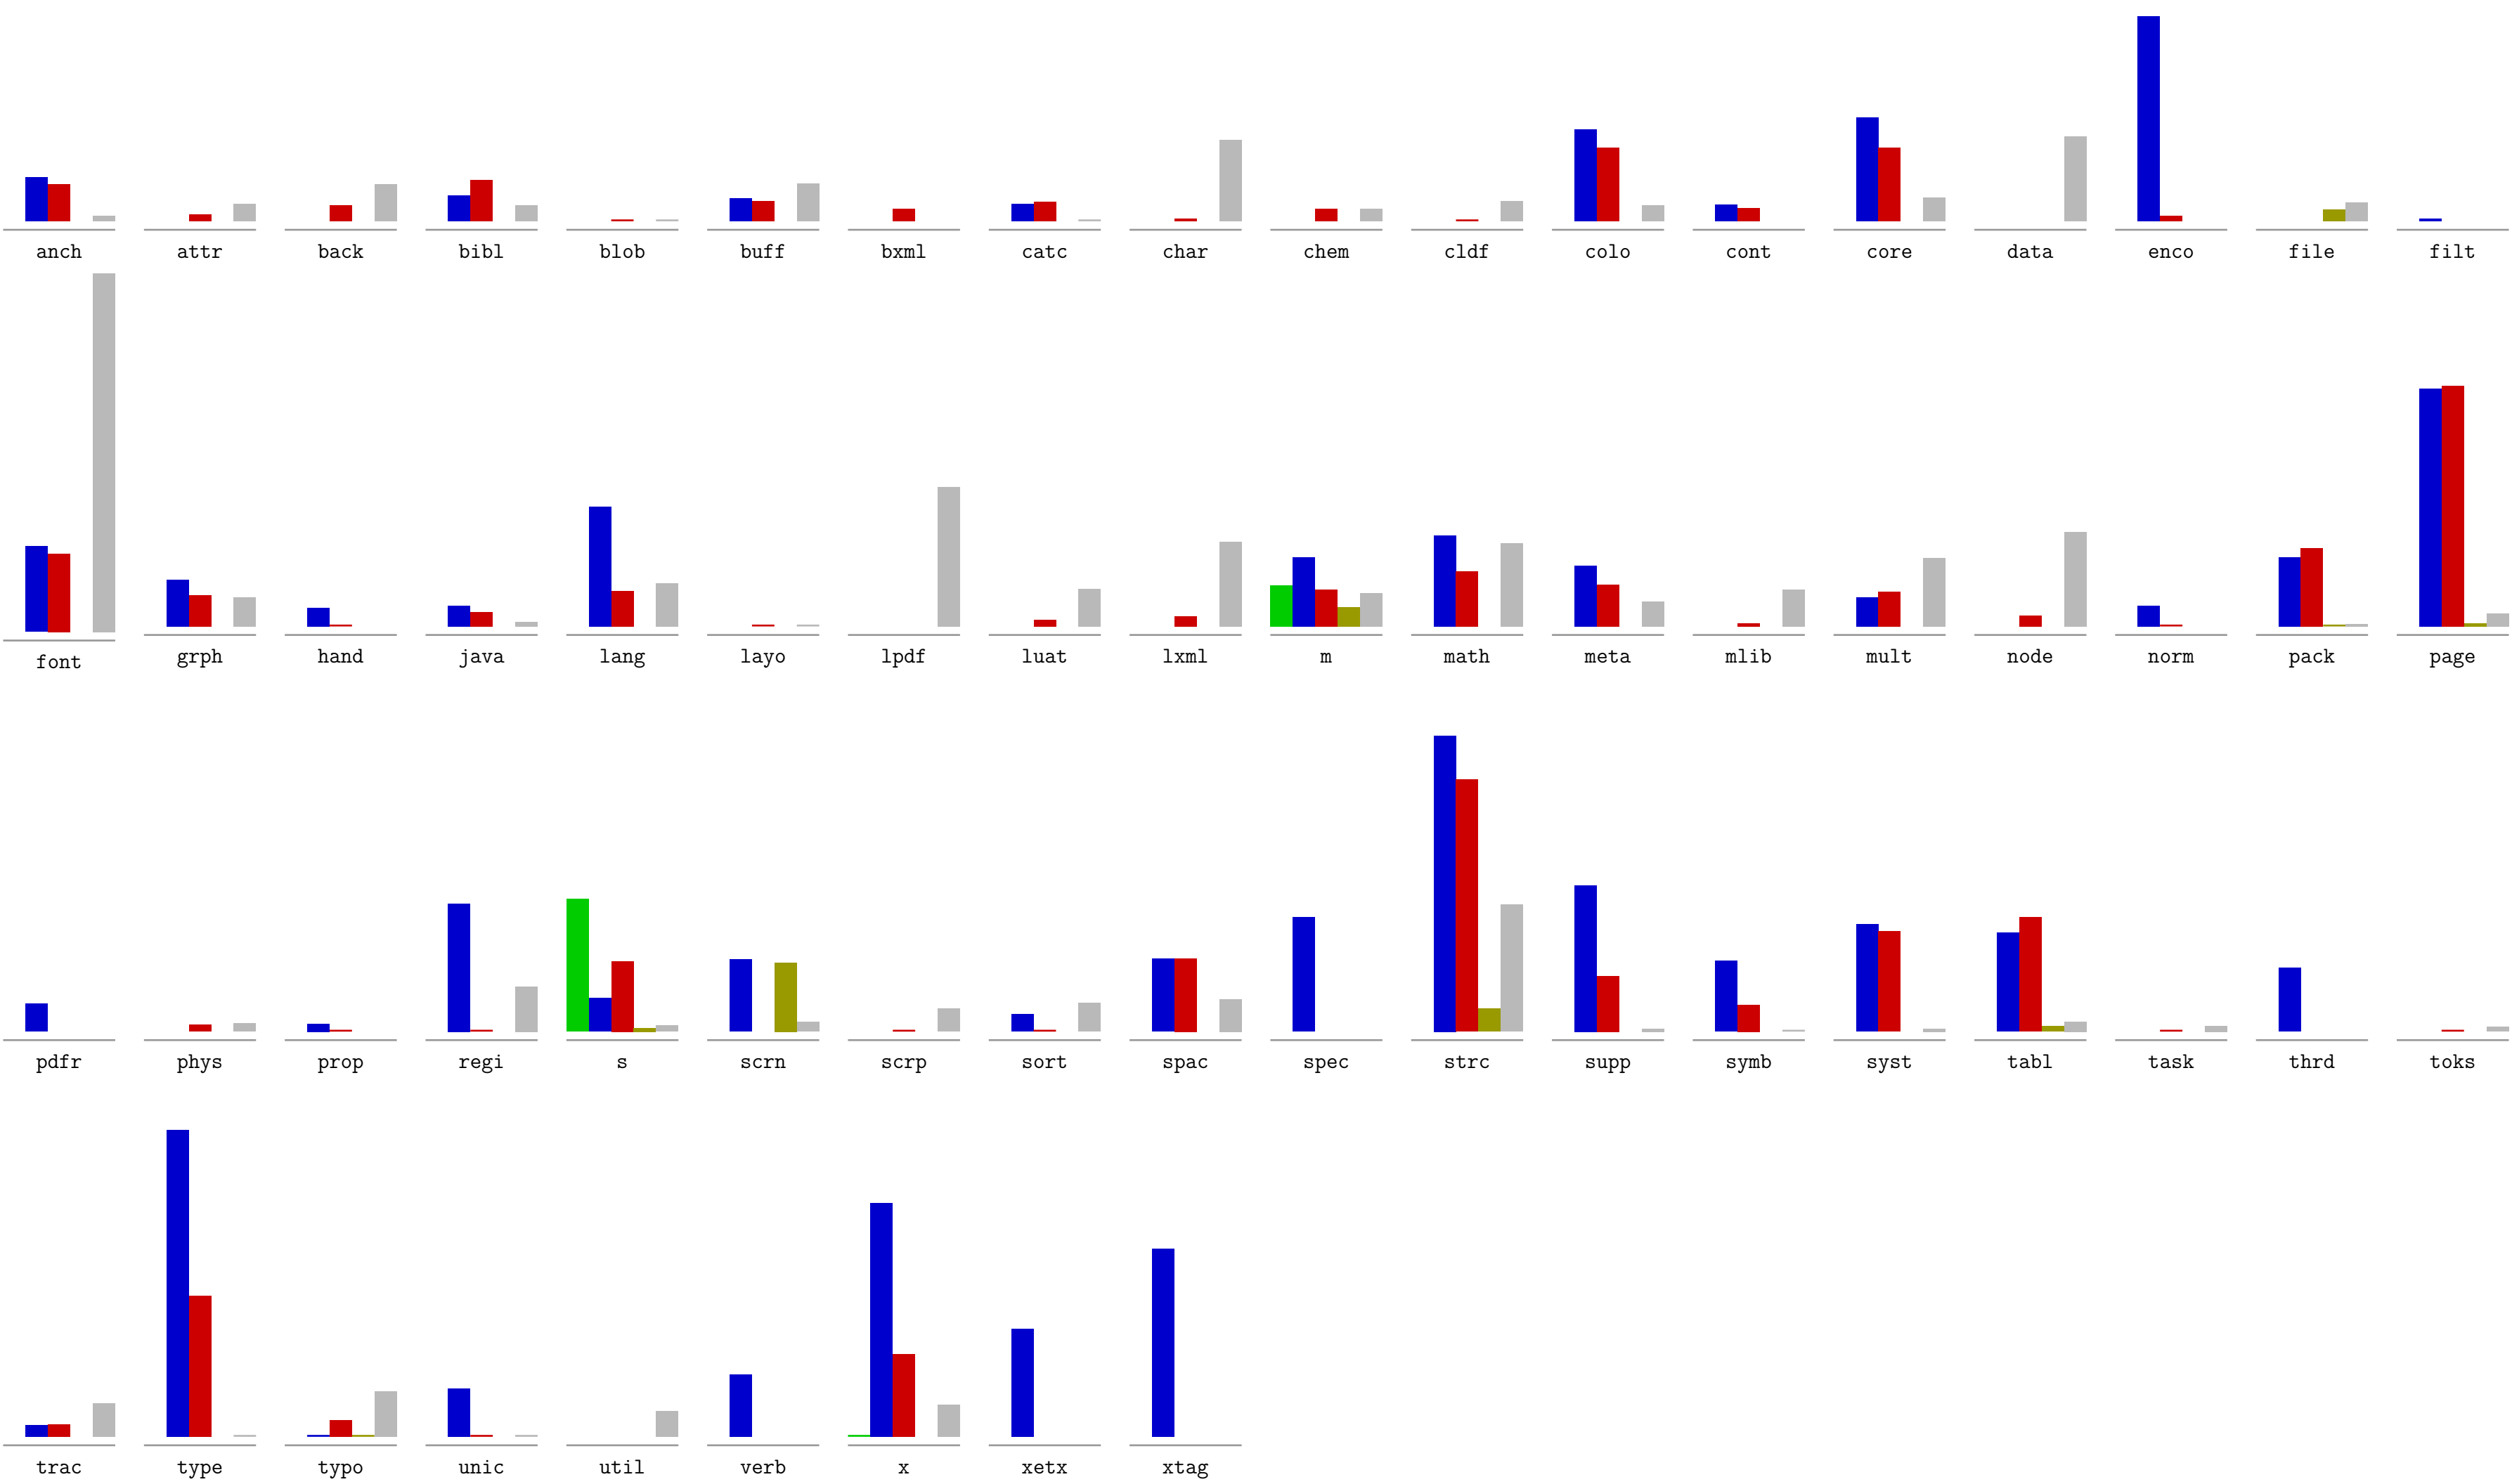 anch attr back bibl blob buff bxml catc char chem cldf colo cont core data enco file filt
font grph hand java lang layo lpdf luat lxml m math meta mlib mult node norm pack page
pdfr phys prop regi s scrn scrp sort spac spec strc supp symb syst tabl task thrd toks
trac type typo unic util verb x xetx xtag